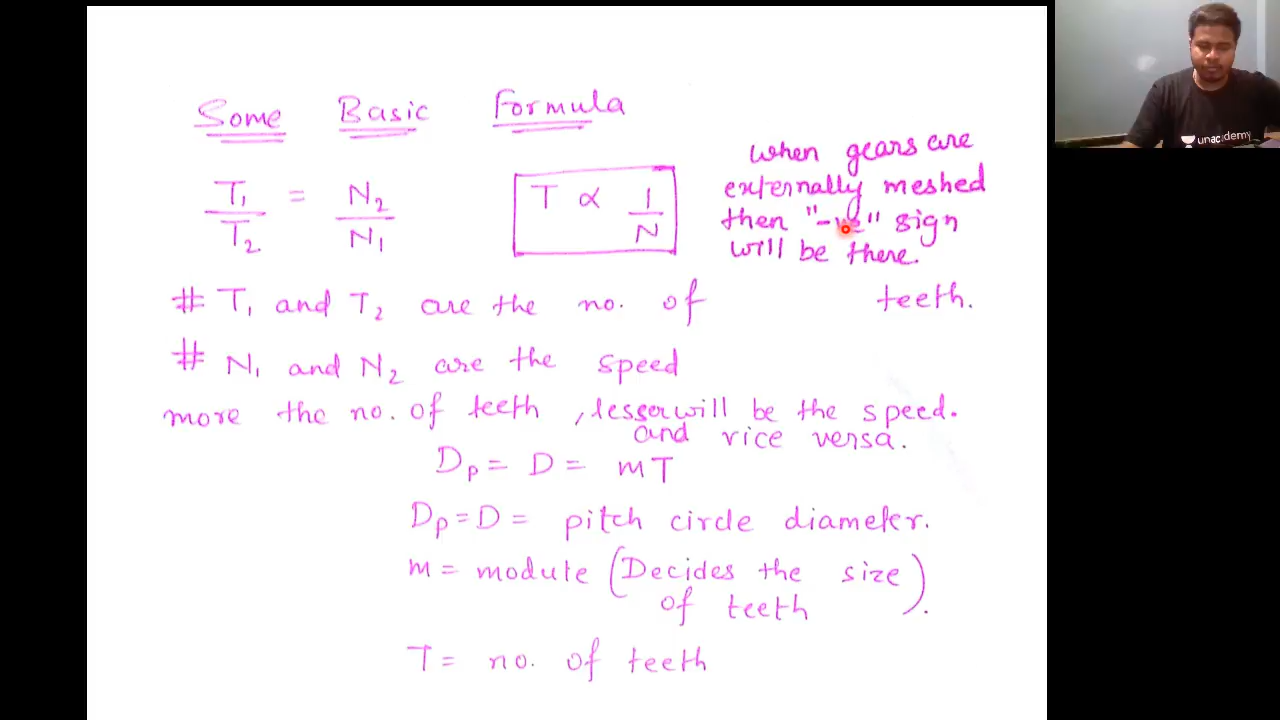 Some Basic Formula
T₁/T₂ = N₂/N₁
T ∝ 1/N
when gears are
externally meshed
then "-ve" sign
will be there.
# T₁ and T₂ are the no. of teeth.
# N₁ and N₂ are the speed
more the no. of teeth, lesser will be the speed.
and vice versa.
Dp = D = mT
Dp = D = pitch circle diameter.
m = module (Decides the size
of teeth).
T = no. of teeth
unacademy